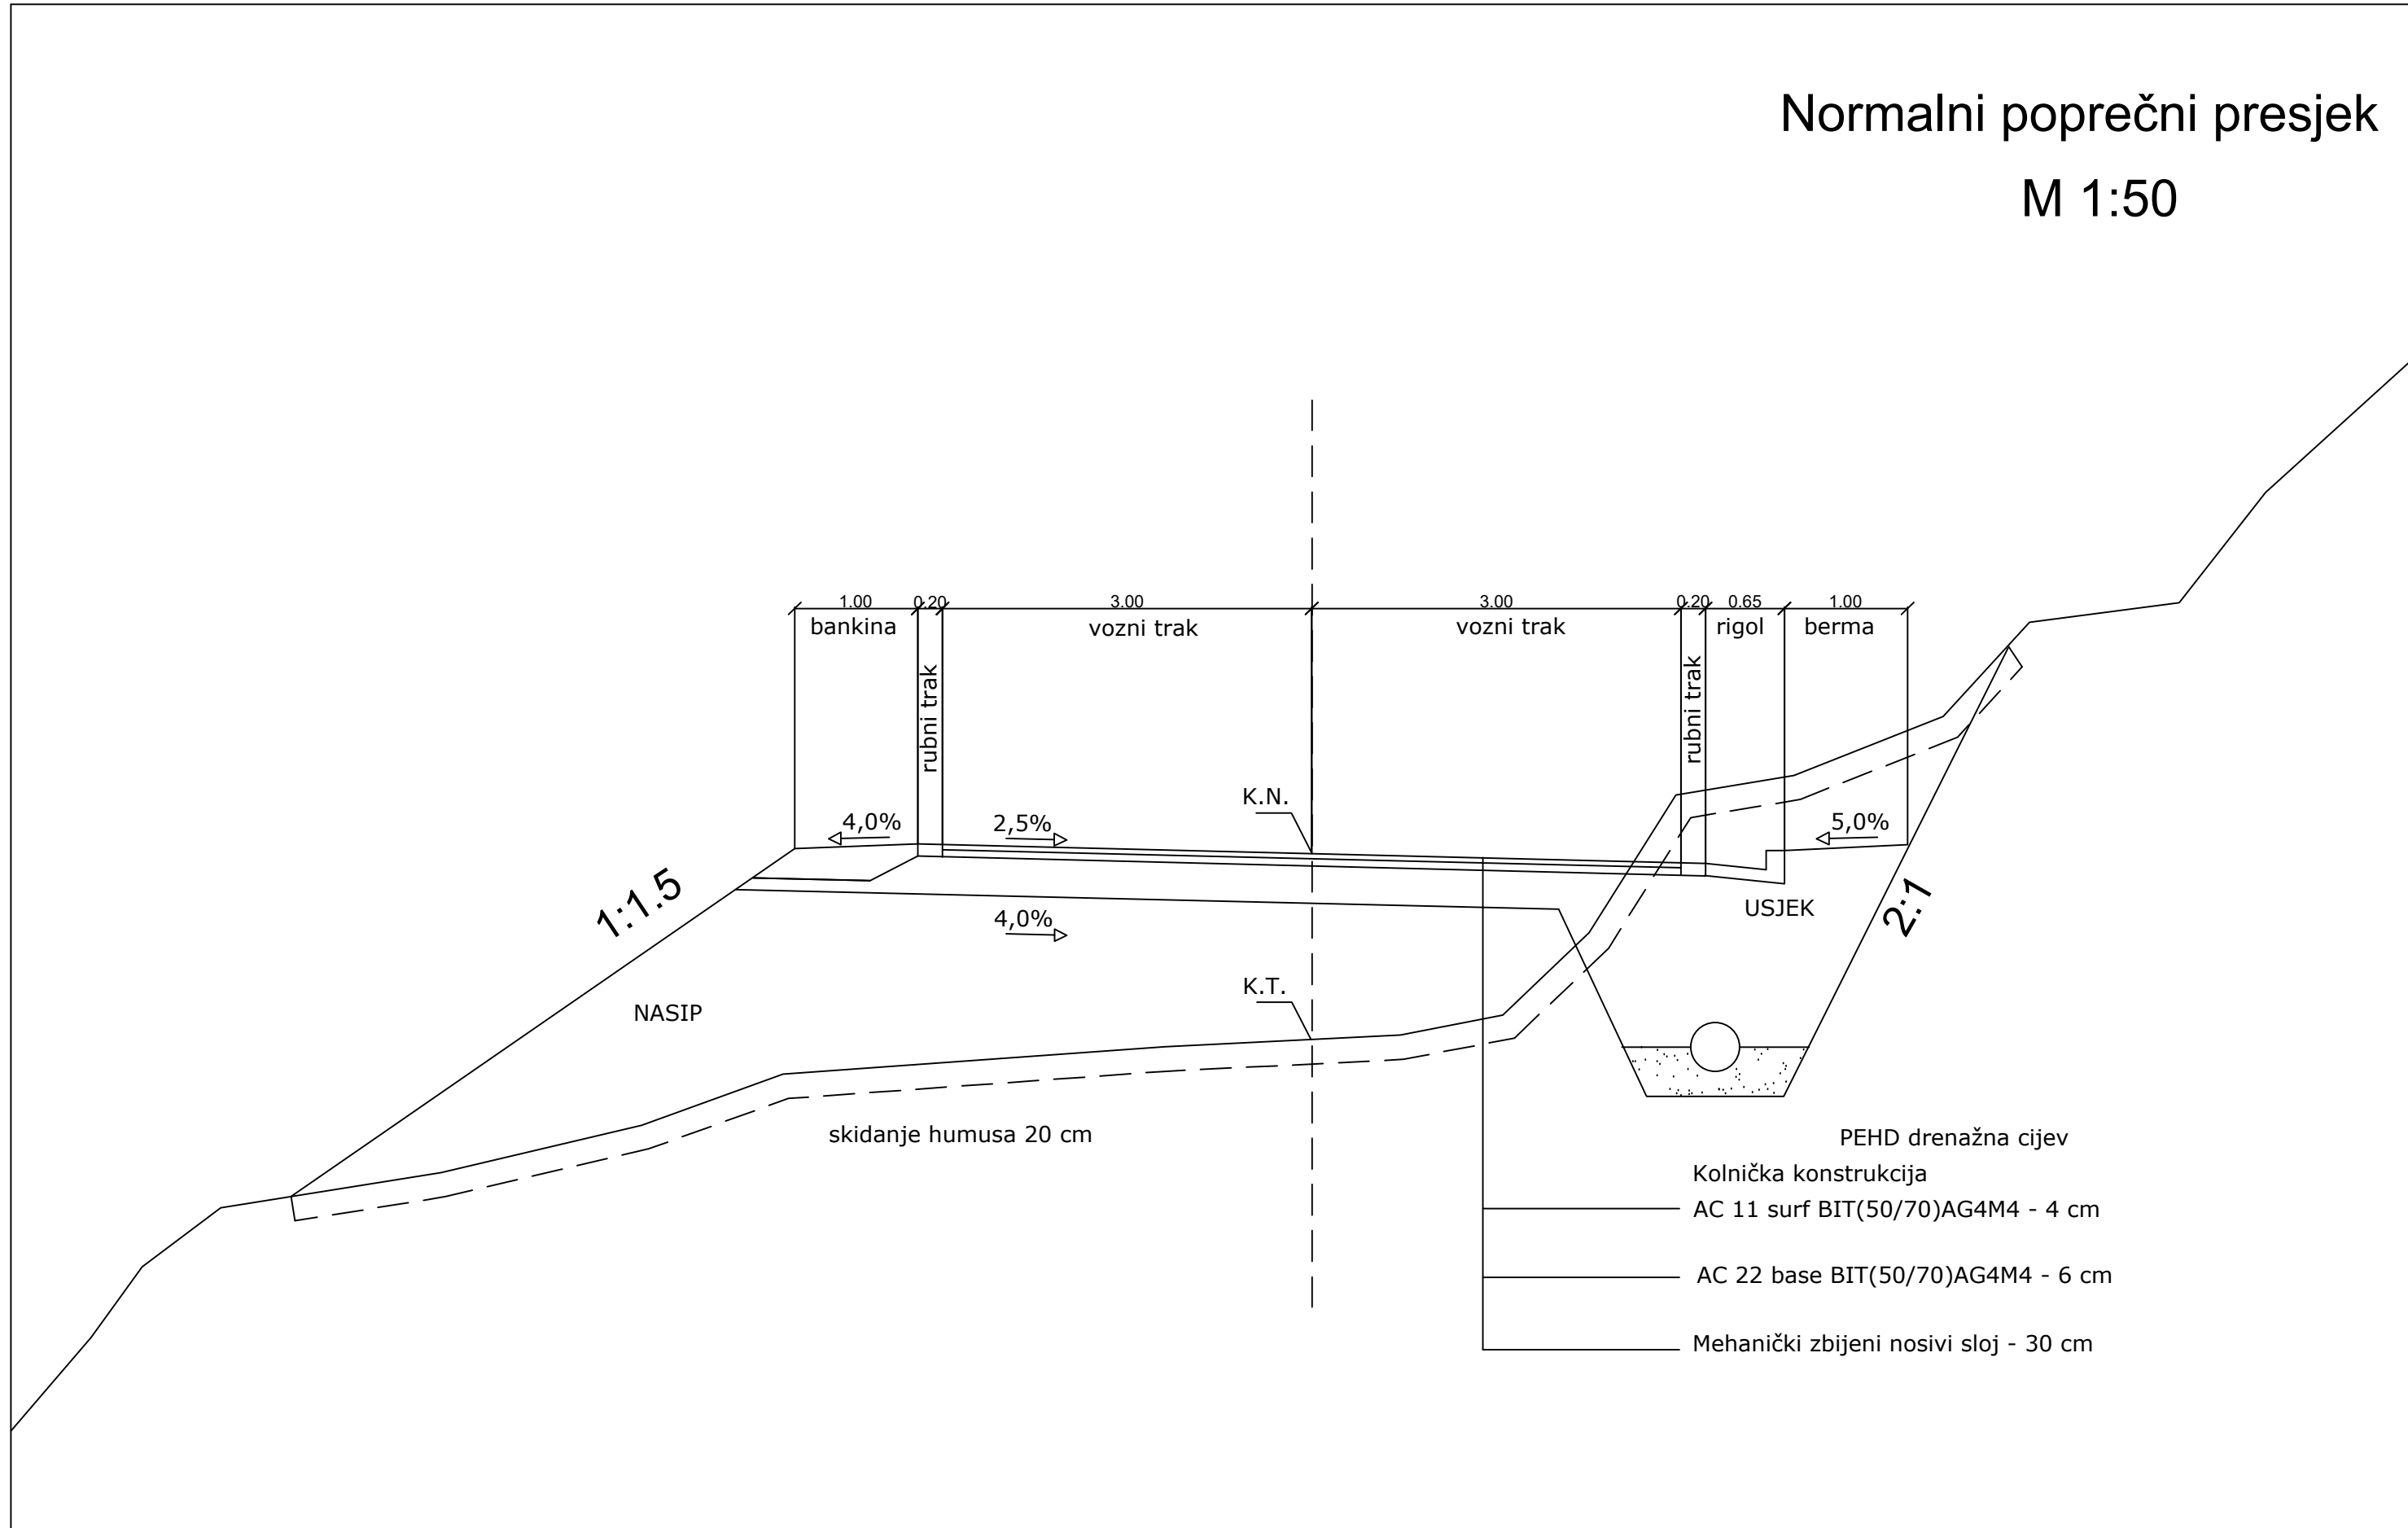 Normalni poprečni presjek
M 1:50
1.00
0.20
3.00
3.00
0.20
0.65
1.00
bankina
vozni trak
vozni trak
rigol
berma
rubni trak
rubni trak
K.N.
4,0%
2,5%
5,0%
1:1.5
2:1
USJEK
4,0%
K.T.
NASIP
skidanje humusa 20 cm
PEHD drenažna cijev
Kolnička konstrukcija
AC 11 surf BIT(50/70)AG4M4 - 4 cm
AC 22 base BIT(50/70)AG4M4 - 6 cm
Mehanički zbijeni nosivi sloj - 30 cm